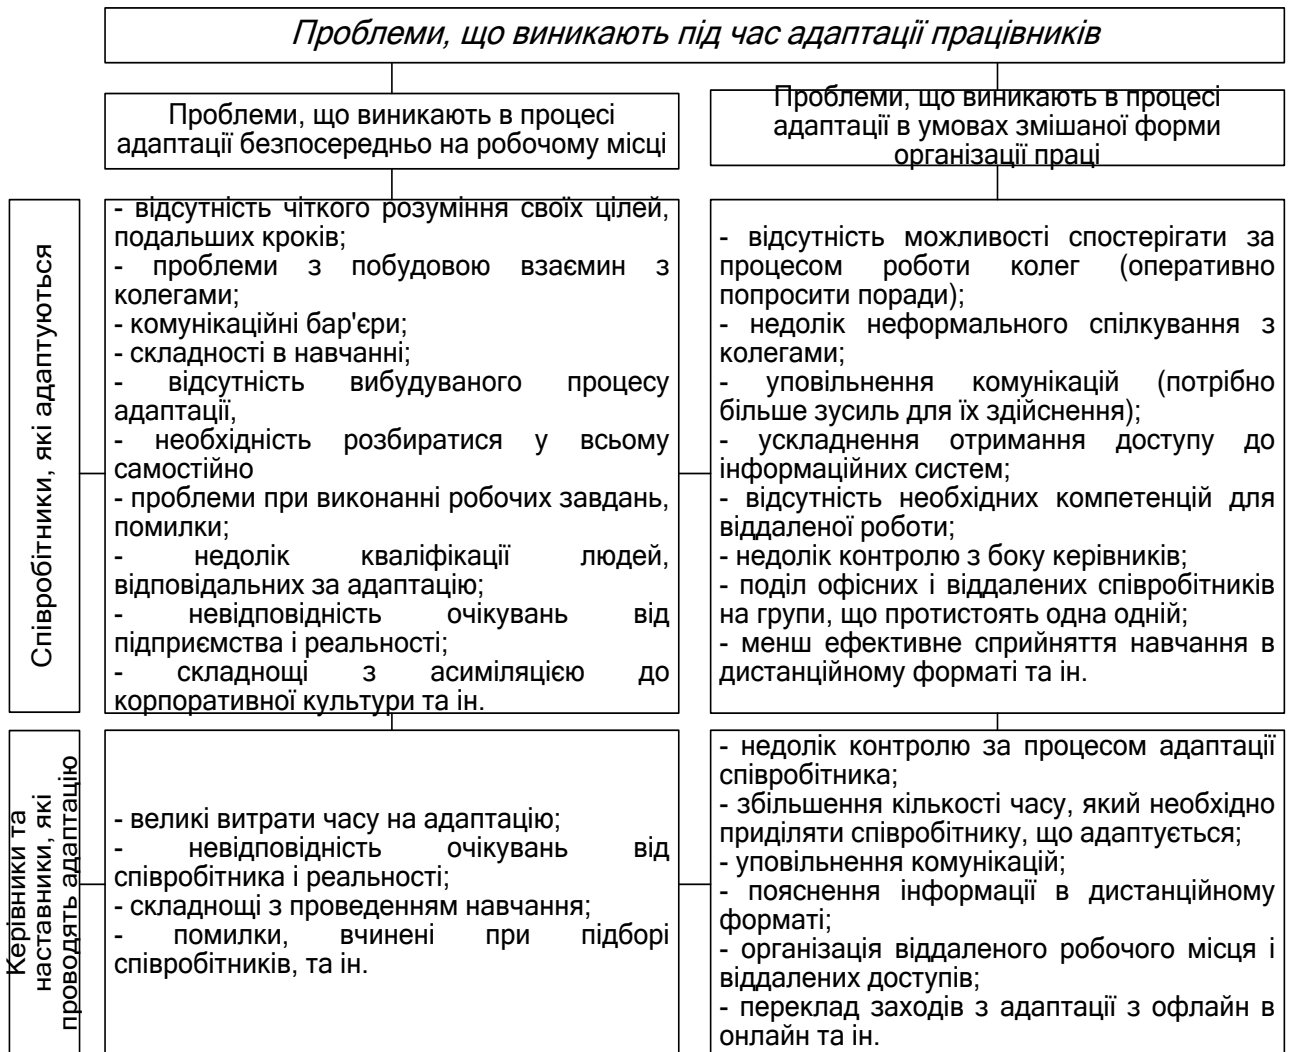 Проблеми, що виникають під час адаптації працівників
Проблеми, що виникають в процесі
адаптації безпосередньо на робочому місці
Проблеми, що виникають в процесі
адаптації в умовах змішаної форми
організації праці
Співробітники, які адаптуються
- відсутність чіткого розуміння своїх цілей,
подальших кроків;
- проблеми з побудовою взаємин з
колегами;
- комунікаційні бар'єри;
- складності в навчанні;
- відсутність вибудуваного процесу
адаптації,
- необхідність розбиратися у всьому
самостійно
- проблеми при виконанні робочих завдань,
помилки;
- недолік кваліфікації людей,
відповідальних за адаптацію;
- невідповідність очікувань від
підприємства і реальності;
- складнощі з асиміляцією до
корпоративної культури та ін.
- відсутність можливості спостерігати за
процесом роботи колег (оперативно
попросити поради);
- недолік неформального спілкування з
колегами;
- уповільнення комунікацій (потрібно
більше зусиль для їх здійснення);
- ускладнення отримання доступу до
інформаційних систем;
- відсутність необхідних компетенцій для
віддаленої роботи;
- недолік контролю з боку керівників;
- поділ офісних і віддалених співробітників
на групи, що протистоять одна одній;
- менш ефективне сприйняття навчання в
дистанційному форматі та ін.
Керівники та
наставники, які
проводять адаптацію
- великі витрати часу на адаптацію;
- невідповідність очікувань від
співробітника і реальності;
- складнощі з проведенням навчання;
- помилки, вчинені при підборі
співробітників, та ін.
- недолік контролю за процесом адаптації
співробітника;
- збільшення кількості часу, який необхідно
приділяти співробітнику, що адаптується;
- уповільнення комунікацій;
- пояснення інформації в дистанційному
форматі;
- організація віддаленого робочого місця і
віддалених доступів;
- переклад заходів з адаптації з офлайн в
онлайн та ін.